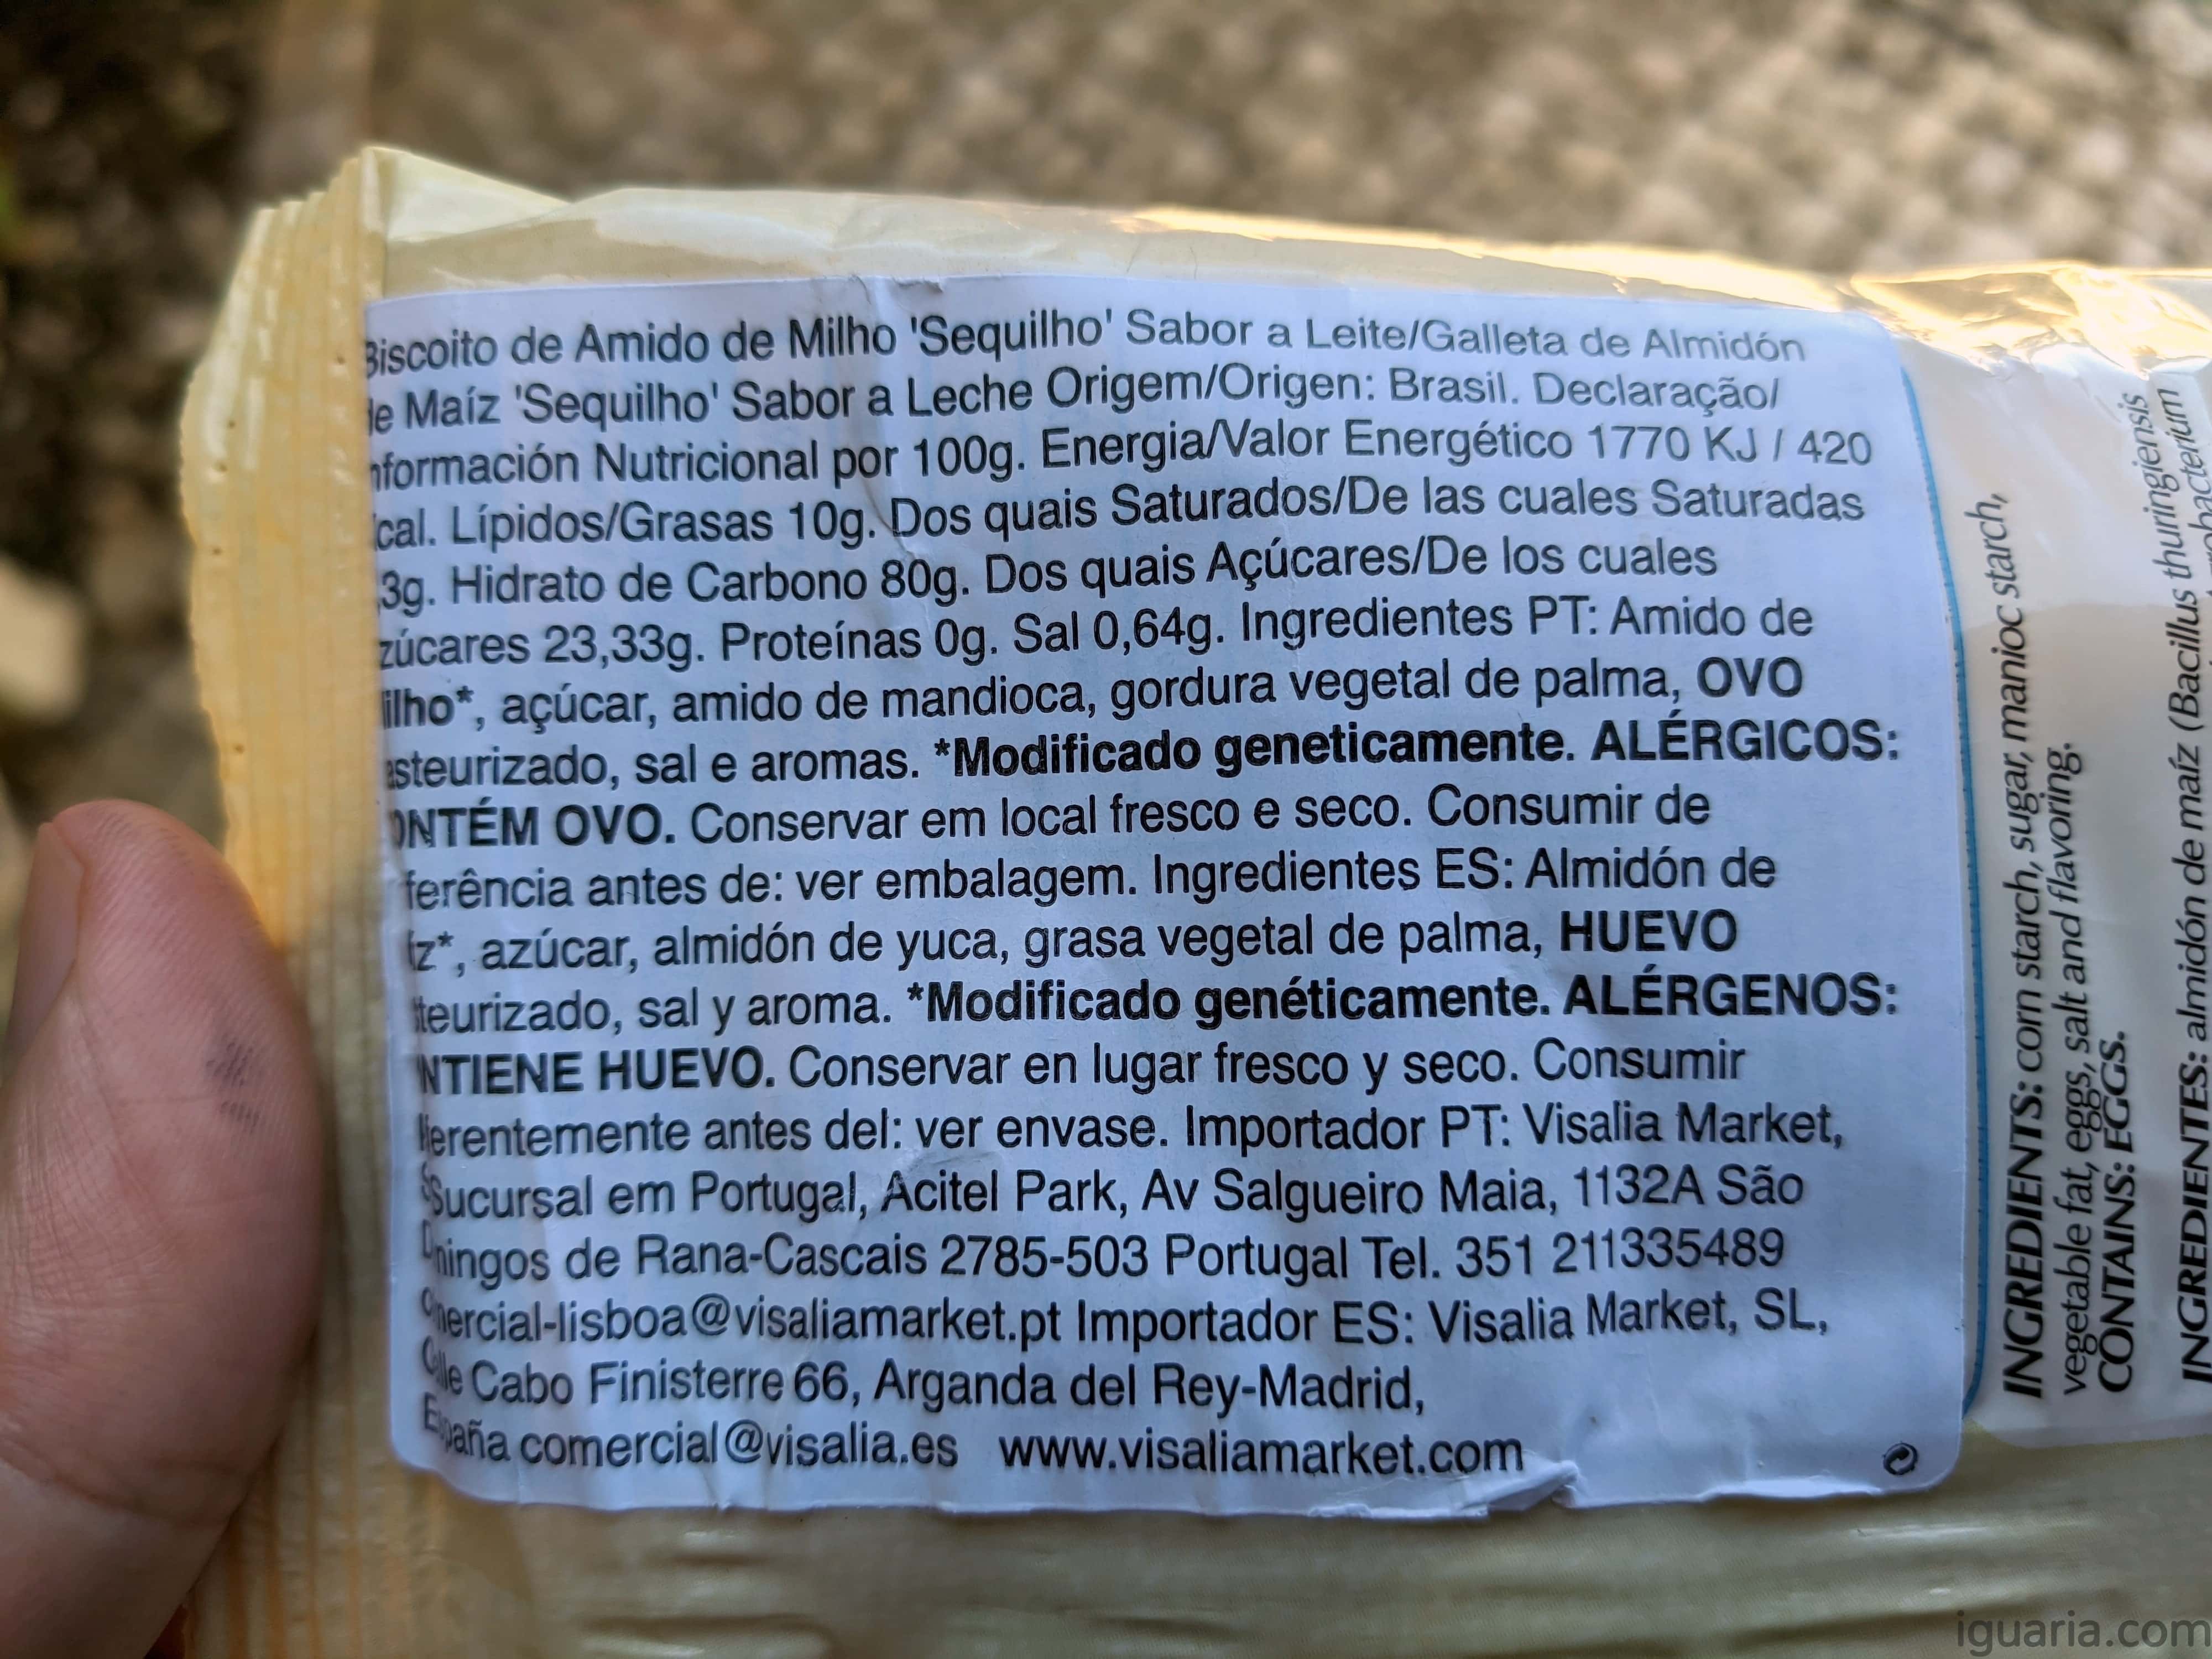 Biscoito de Amido de Milho 'Sequilho' Sabor a Leite/Galleta de Almidón
de Maíz 'Sequilho' Sabor a Leche Origem/Origen: Brasil. Declaração/
nformación Nutricional por 100g. Energia/Valor Energético 1770 KJ / 420
cal. Lípidos/Grasas 10g. Dos quais Saturados/De las cuales Saturadas
3g. Hidrato de Carbono 80g. Dos quais Açúcares/De los cuales
zúcares 23,33g. Proteínas 0g. Sal 0,64g. Ingredientes PT: Amido de
ilho*, açúcar, amido de mandioca, gordura vegetal de palma, OVO
asteurizado, sal e aromas. *Modificado geneticamente. ALÉRGICOS:
ONTÉM OVO. Conservar em local fresco e seco. Consumir de
ferência antes de: ver embalagem. Ingredientes ES: Almidón de
íz*, azúcar, almidón de yuca, grasa vegetal de palma, HUEVO
teurizado, sal y aroma. *Modificado genéticamente. ALÉRGENOS:
NTIENE HUEVO. Conservar en lugar fresco y seco. Consumir
erentemente antes del: ver envase. Importador PT: Visalia Market,
Sucursal em Portugal, Acitel Park, Av Salgueiro Maia, 1132A São
Dmingos de Rana-Cascais 2785-503 Portugal Tel. 351 211335489
comercial-lisboa@visaliamarket.pt Importador ES: Visalia Market, SL,
Calle Cabo Finisterre 66, Arganda del Rey-Madrid,
España comercial@visalia.es www.visaliamarket.com
INGREDIENTS: corn starch, sugar, manioc starch,
vegetable fat, eggs, salt and flavoring.
CONTAINS: EGGS.
INGREDIENTES: almidón de maíz (Bacillus thuringiensis
obacterium
iguaria.com